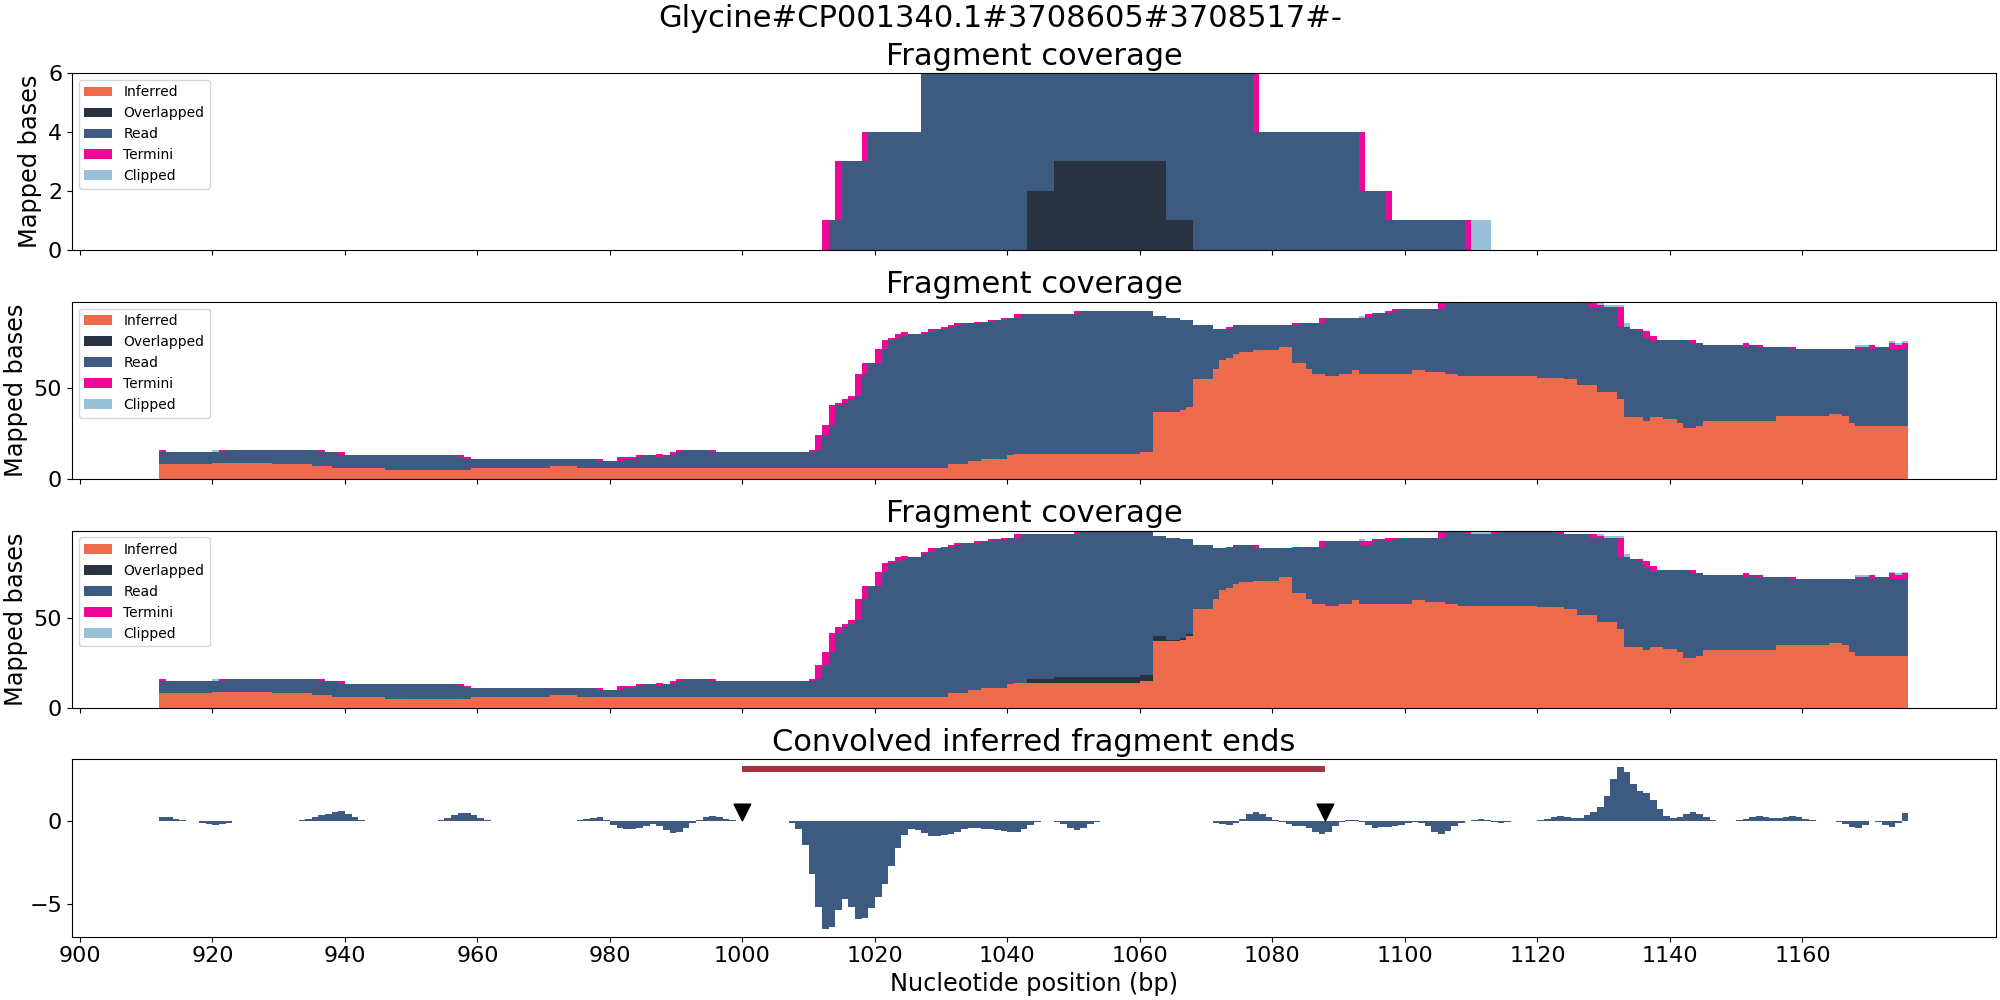 Glycine#CP001340.1#3708605#3708517#-
Fragment coverage
Mapped bases
6
4
2
0
Inferred
Overlapped
Read
Termini
Clipped
Fragment coverage
Mapped bases
50
0
Inferred
Overlapped
Read
Termini
Clipped
Fragment coverage
Mapped bases
50
0
Inferred
Overlapped
Read
Termini
Clipped
Convolved inferred fragment ends
0
−5
900 920 940 960 980 1000 1020 1040 1060 1080 1100 1120 1140 1160
Nucleotide position (bp)